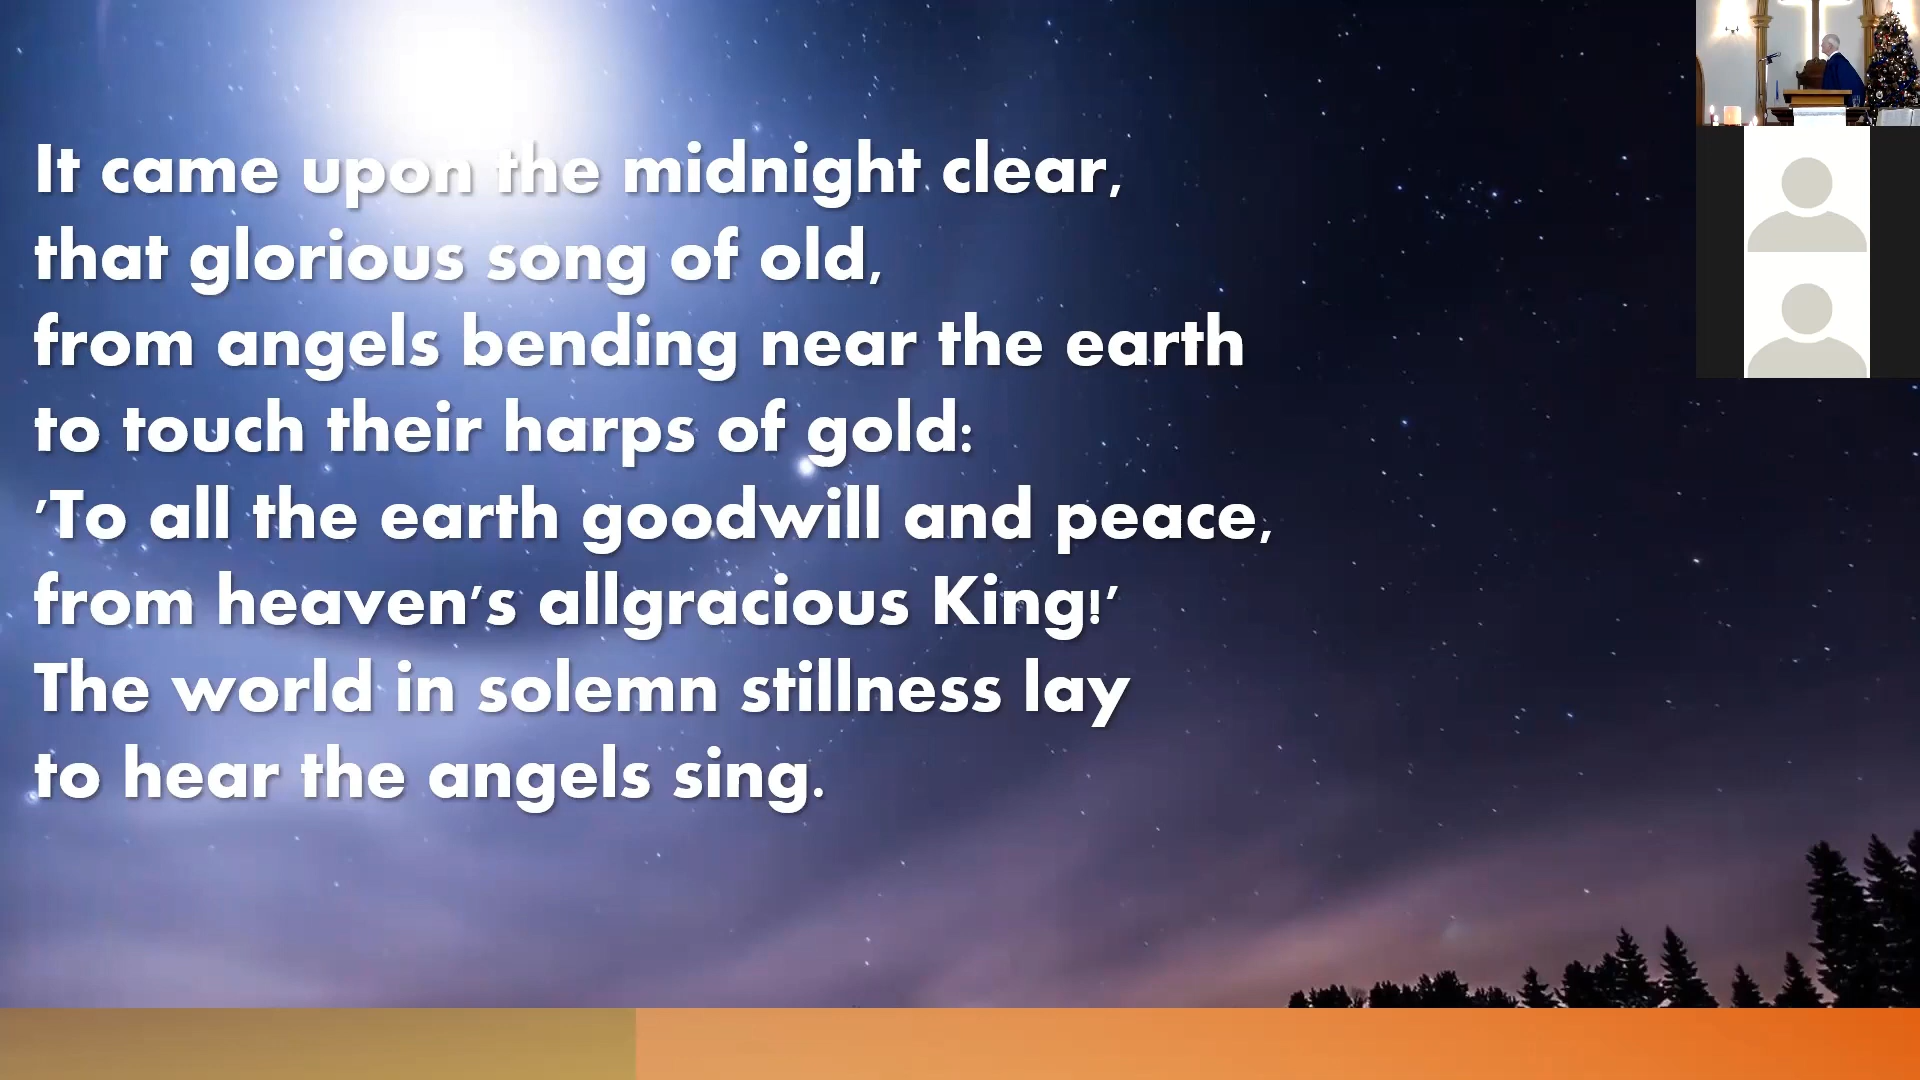 It came upon the midnight clear,
that glorious song of old,
from angels bending near the earth
to touch their harps of gold:
’To all the earth goodwill and peace,
from heaven’s allgracious King!’
The world in solemn stillness lay
to hear the angels sing.